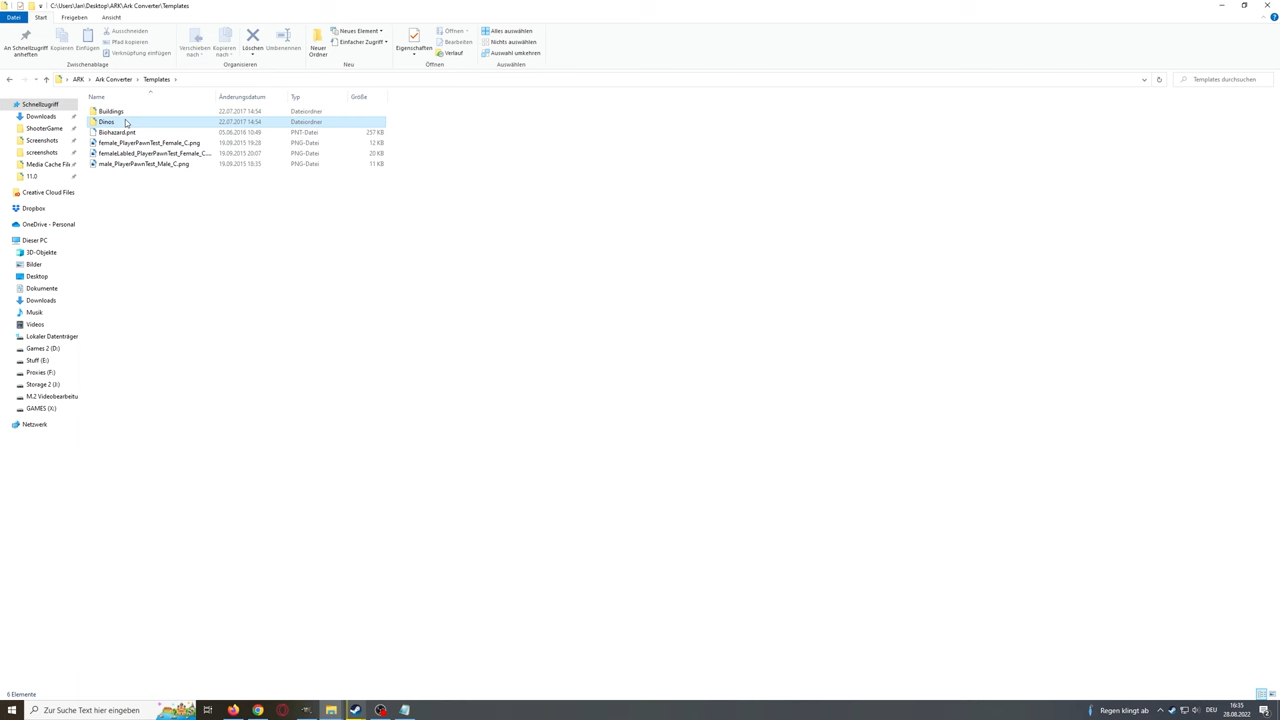 C:\Users\Jan\Desktop\ARK\Ark Converter\Templates
Datei Start Freigeben Ansicht
An Schnellzugriff anheften
Kopieren
Einfügen
Ausschneiden
Pfad kopieren
Verknüpfung einfügen
Zwischenablage
Verschieben nach
Kopieren nach
Löschen
Umbenennen
Organisieren
Neuer Ordner
Neues Element
Einfacher Zugriff
Neu
Eigenschaften
Öffnen
Bearbeiten
Verlauf
Öffnen
Alles auswählen
Nichts auswählen
Auswahl umkehren
Auswählen
ARK Ark Converter Templates
Templates durchsuchen
Name Änderungsdatum Typ Größe
Buildings 22.07.2017 14:54 Dateiordner
Dinos 22.07.2017 14:54 Dateiordner
Biohazard.pnt 05.06.2016 10:49 PNT-Datei 257 KB
female_PlayerPawnTest_Female_C.png 19.09.2015 19:28 PNG-Datei 12 KB
femaleLabled_PlayerPawnTest_Female_C.... 19.09.2015 20:07 PNG-Datei 20 KB
male_PlayerPawnTest_Male_C.png 19.09.2015 18:35 PNG-Datei 11 KB
Schnellzugriff
Downloads
ShooterGame
Screenshots
screenshots
Media Cache File
11.0
Creative Cloud Files
Dropbox
OneDrive - Personal
Dieser PC
3D-Objekte
Bilder
Desktop
Dokumente
Downloads
Musik
Videos
Lokaler Datenträger
Games 2 (D:)
Stuff (E:)
Proxies (F:)
Storage 2 (J:)
M.2 Videobearbeitu
GAMES (X:)
Netzwerk
6 Elemente
Zur Suche Text hier eingeben
Regen klingt ab
DEU
16:35
28.08.2022
2